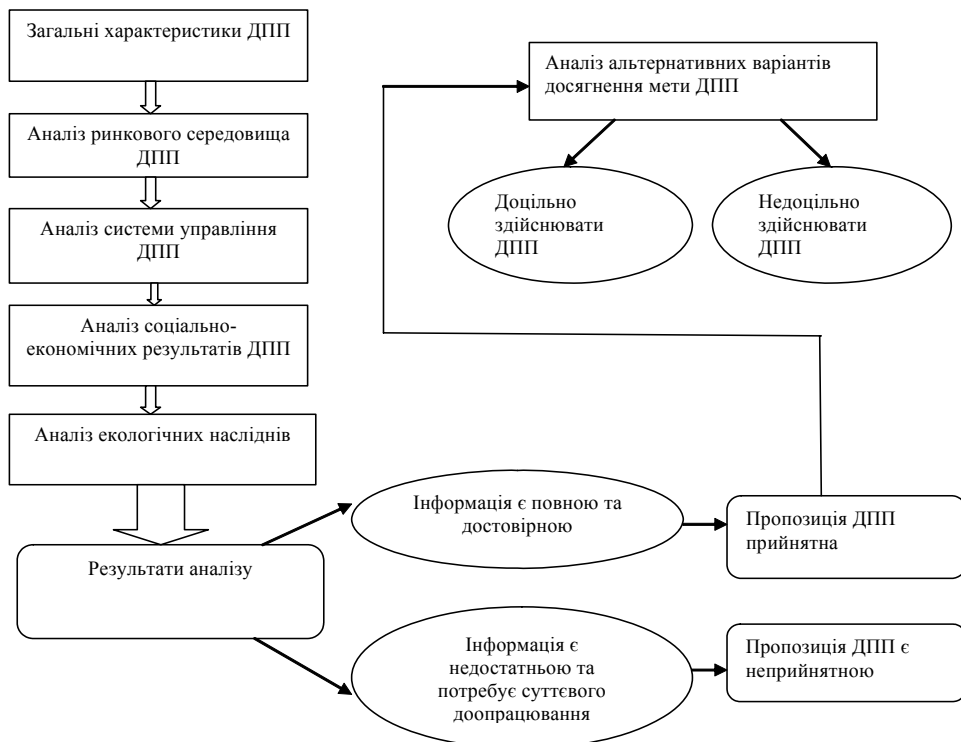 Загальні характеристики ДПП
Аналіз ринкового середовища
ДПП
Аналіз системи управління
ДПП
Аналіз соціально-
економічних результатів ДПП
Аналіз екологічних насліднів
Результати аналізу
Інформація є повною та
достовірною
Пропозиція ДПП
прийнятна
Інформація є
недостатньою та
потребує суттєвого
доопрацювання
Пропозиція ДПП є
неприйнятною
Аналіз альтернативних варіантів
досягнення мети ДПП
Доцільно
здійснювати
ДПП
Недоцільно
здійснювати
ДПП